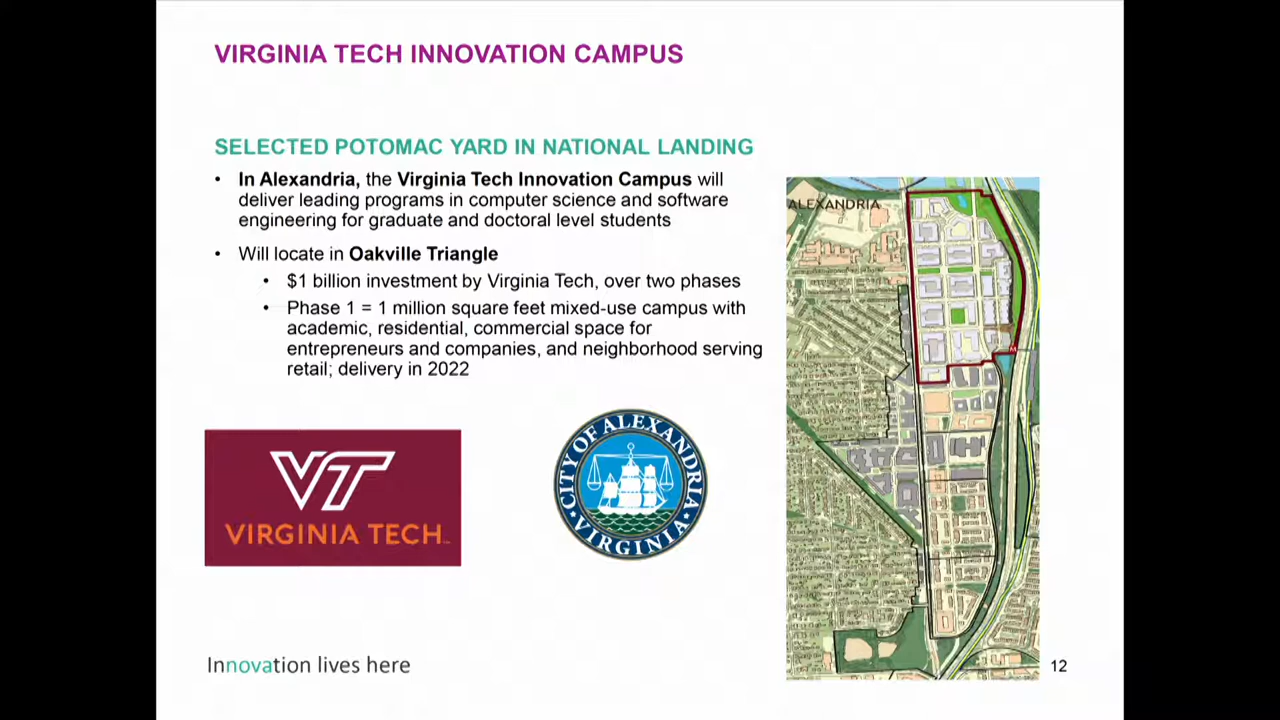 VIRGINIA TECH INNOVATION CAMPUS
SELECTED POTOMAC YARD IN NATIONAL LANDING
• In Alexandria, the Virginia Tech Innovation Campus will
deliver leading programs in computer science and software
engineering for graduate and doctoral level students
• Will locate in Oakville Triangle
• $1 billion investment by Virginia Tech, over two phases
• Phase 1 = 1 million square feet mixed-use campus with
academic, residential, commercial space for
entrepreneurs and companies, and neighborhood serving
retail; delivery in 2022
ALEXANDRIA
M
VT
VIRGINIA TECH
CITY OF ALEXANDRIA
VIRGINIA
Innovation lives here
12